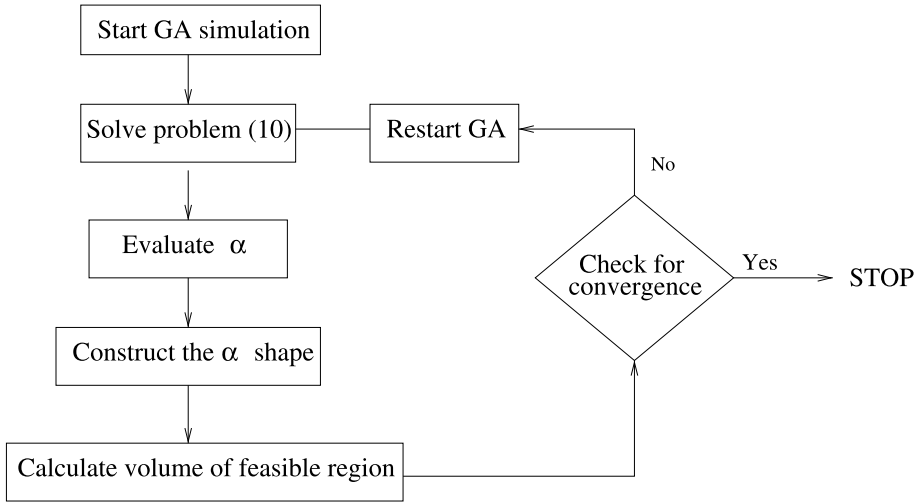 Start GA simulation
Solve problem (10)
Restart GA
No
Evaluate α
Check for
convergence
Yes
STOP
Construct the α shape
Calculate volume of feasible region